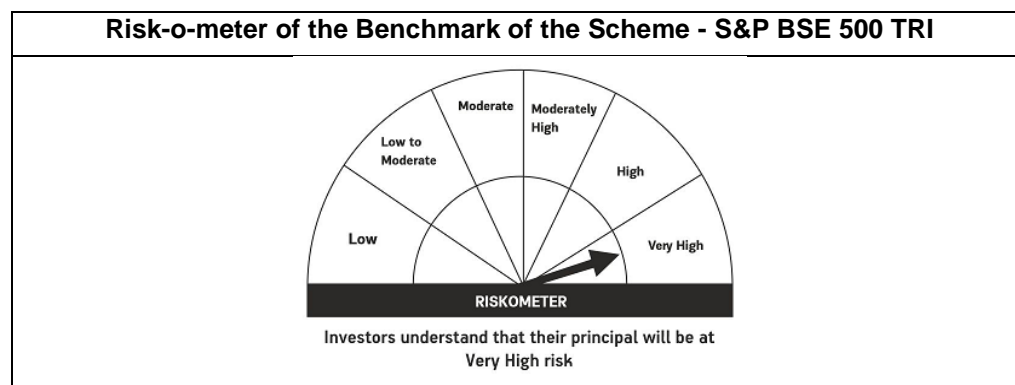 Risk-o-meter of the Benchmark of the Scheme - S&P BSE 500 TRI
Moderate
Moderately
High
Low to
Moderate
High
Low
Very High
RISKOMETER
Investors understand that their principal will be at
Very High risk